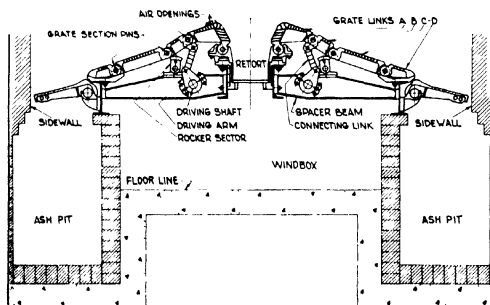 AIR OPENINGS
GRATE SECTION PINS
GRATE LINKS A B C-D
RETORT
DRIVING SHAFT
DRIVING ARM
ROCKER SECTOR
SPACER BEAM
CONNECTING LINK
SIDEWALL
SIDEWALL
WINDBOX
FLOOR LINE
ASH PIT
ASH PIT